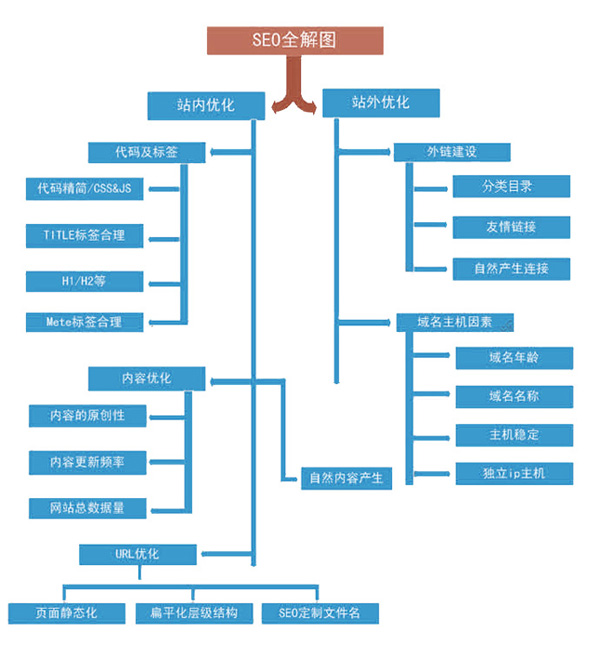 SEO全解图
站内优化
站外优化
代码及标签
代码精简/CSS&JS
TITLE标签合理
H1/H2等
Mete标签合理
内容优化
内容的原创性
内容更新频率
网站总数据量
自然内容产生
URL优化
页面静态化
扁平化层级结构
SEO定制文件名
外链建设
分类目录
友情链接
自然产生连接
域名主机因素
域名年龄
域名名称
主机稳定
独立ip主机